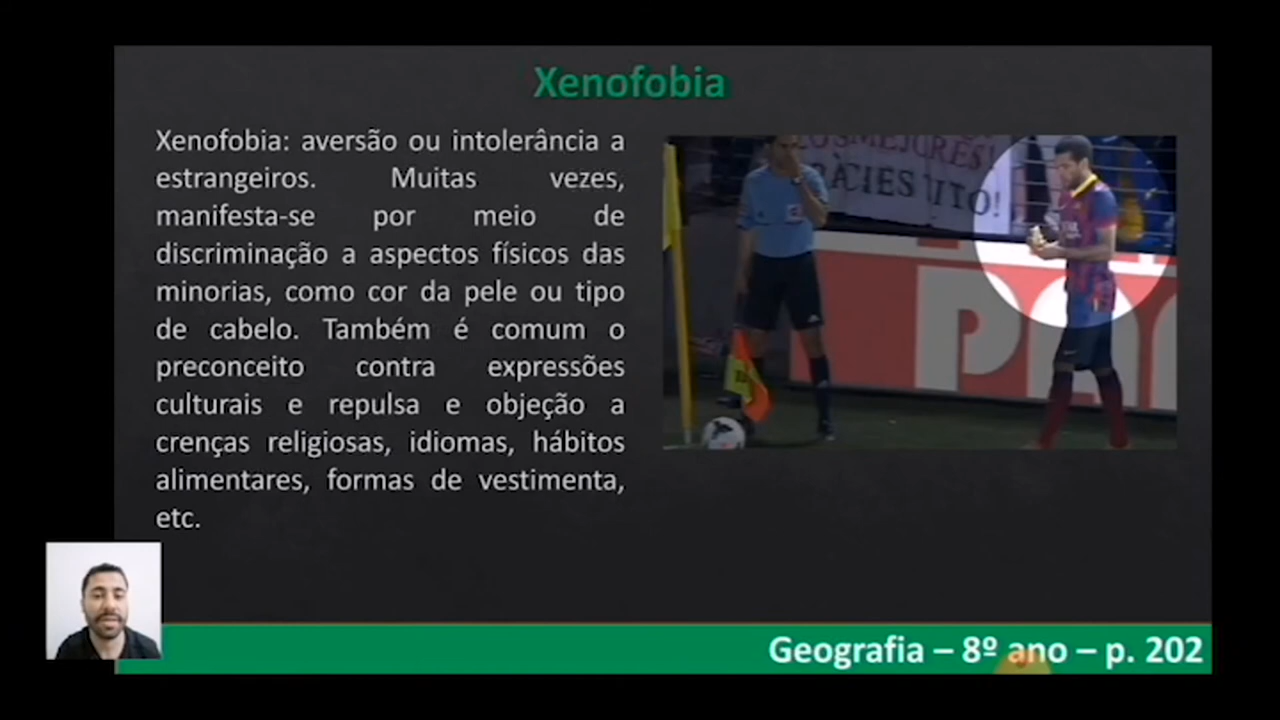 Xenofobia
Xenofobia: aversão ou intolerância a
estrangeiros. Muitas vezes,
manifesta-se por meio de
discriminação a aspectos físicos das
minorias, como cor da pele ou tipo
de cabelo. Também é comum o
preconceito contra expressões
culturais e repulsa e objeção a
crenças religiosas, idiomas, hábitos
alimentares, formas de vestimenta,
etc.
Geografia – 8º ano – p. 202